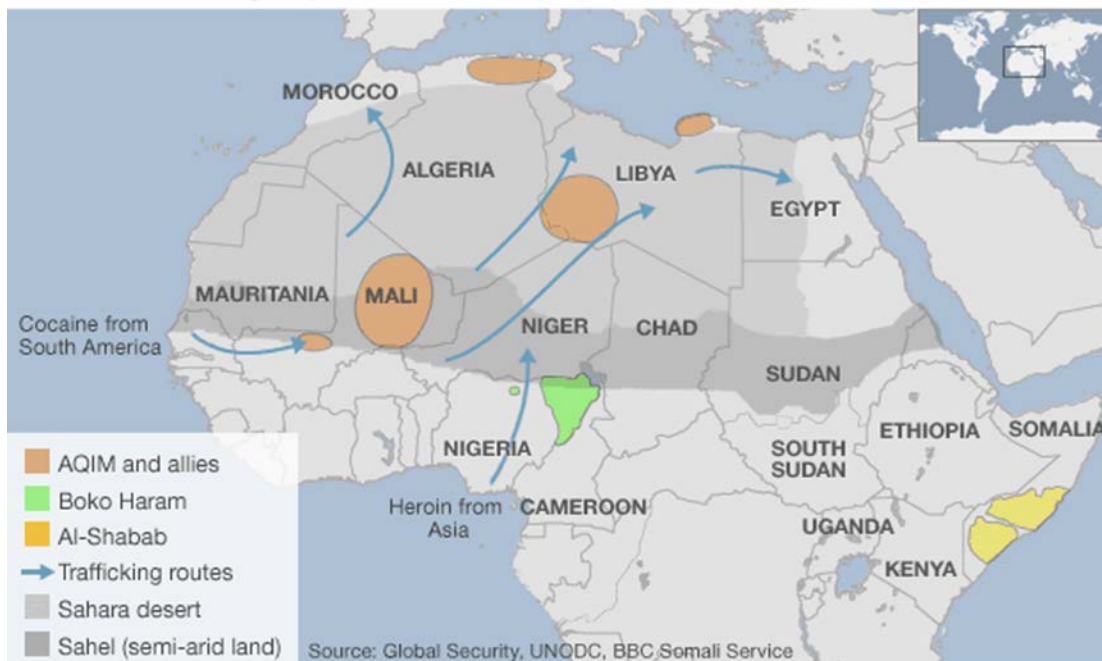 MOROCCO
ALGERIA
LIBYA
EGYPT
MAURITANIA
MALI
NIGER
CHAD
SUDAN
Cocaine from
South America
NIGERIA
SOUTH
SUDAN
ETHIOPIA
SOMALIA
Heroin from
Asia
CAMEROON
UGANDA
KENYA
AQIM and allies
Boko Haram
Al-Shabab
Trafficking routes
Sahara desert
Sahel (semi-arid land)
Source: Global Security, UNODC, BBC Somali Service